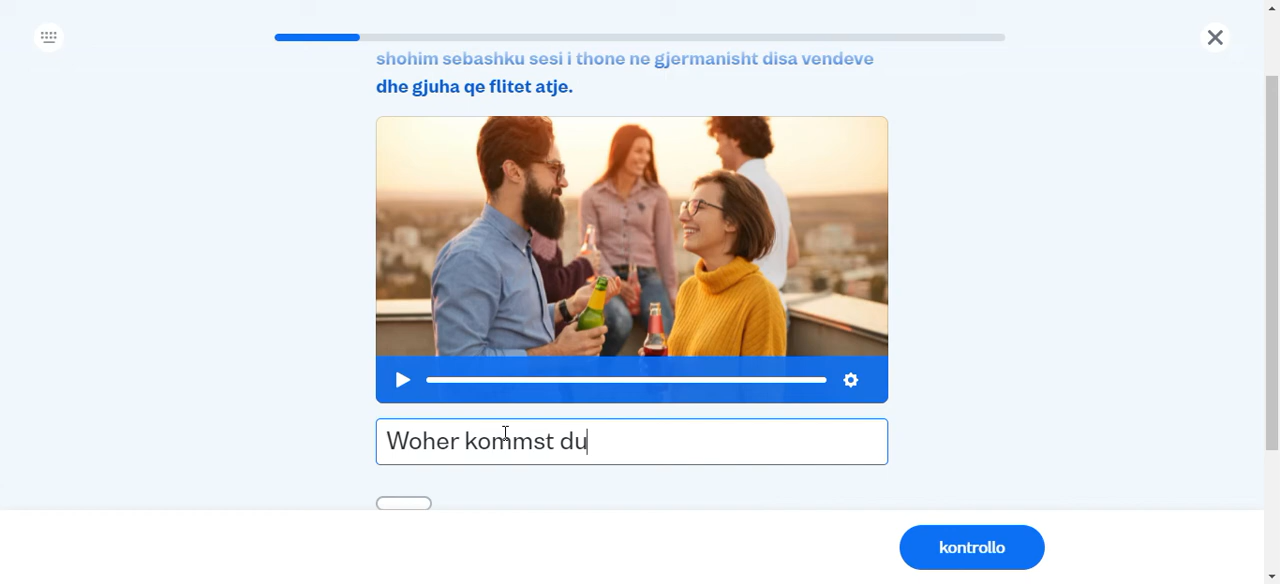 shohim sebashku sesi i thone ne gjermanisht disa vendeve
dhe gjuha qe flitet atje.
Woher kommst du
kontrollo